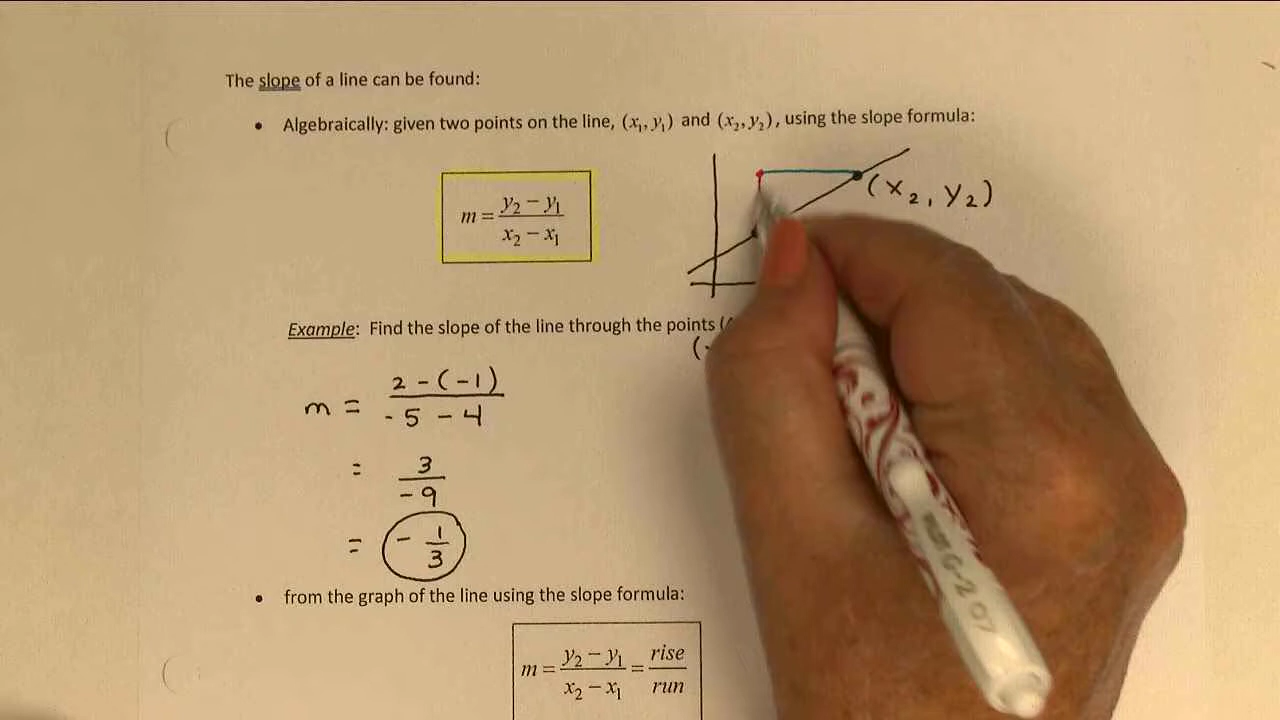 The slope of a line can be found:
• Algebraically: given two points on the line, (x₁, y₁) and (x₂, y₂), using the slope formula:
m = y₂ − y₁ / x₂ − x₁
(x₂, y₂)
Example: Find the slope of the line through the points (
(
m = 2 - (-1) / -5 - 4
= 3 / -9
= - 1/3
• from the graph of the line using the slope formula:
m = y₂ − y₁ / x₂ − x₁ = rise / run